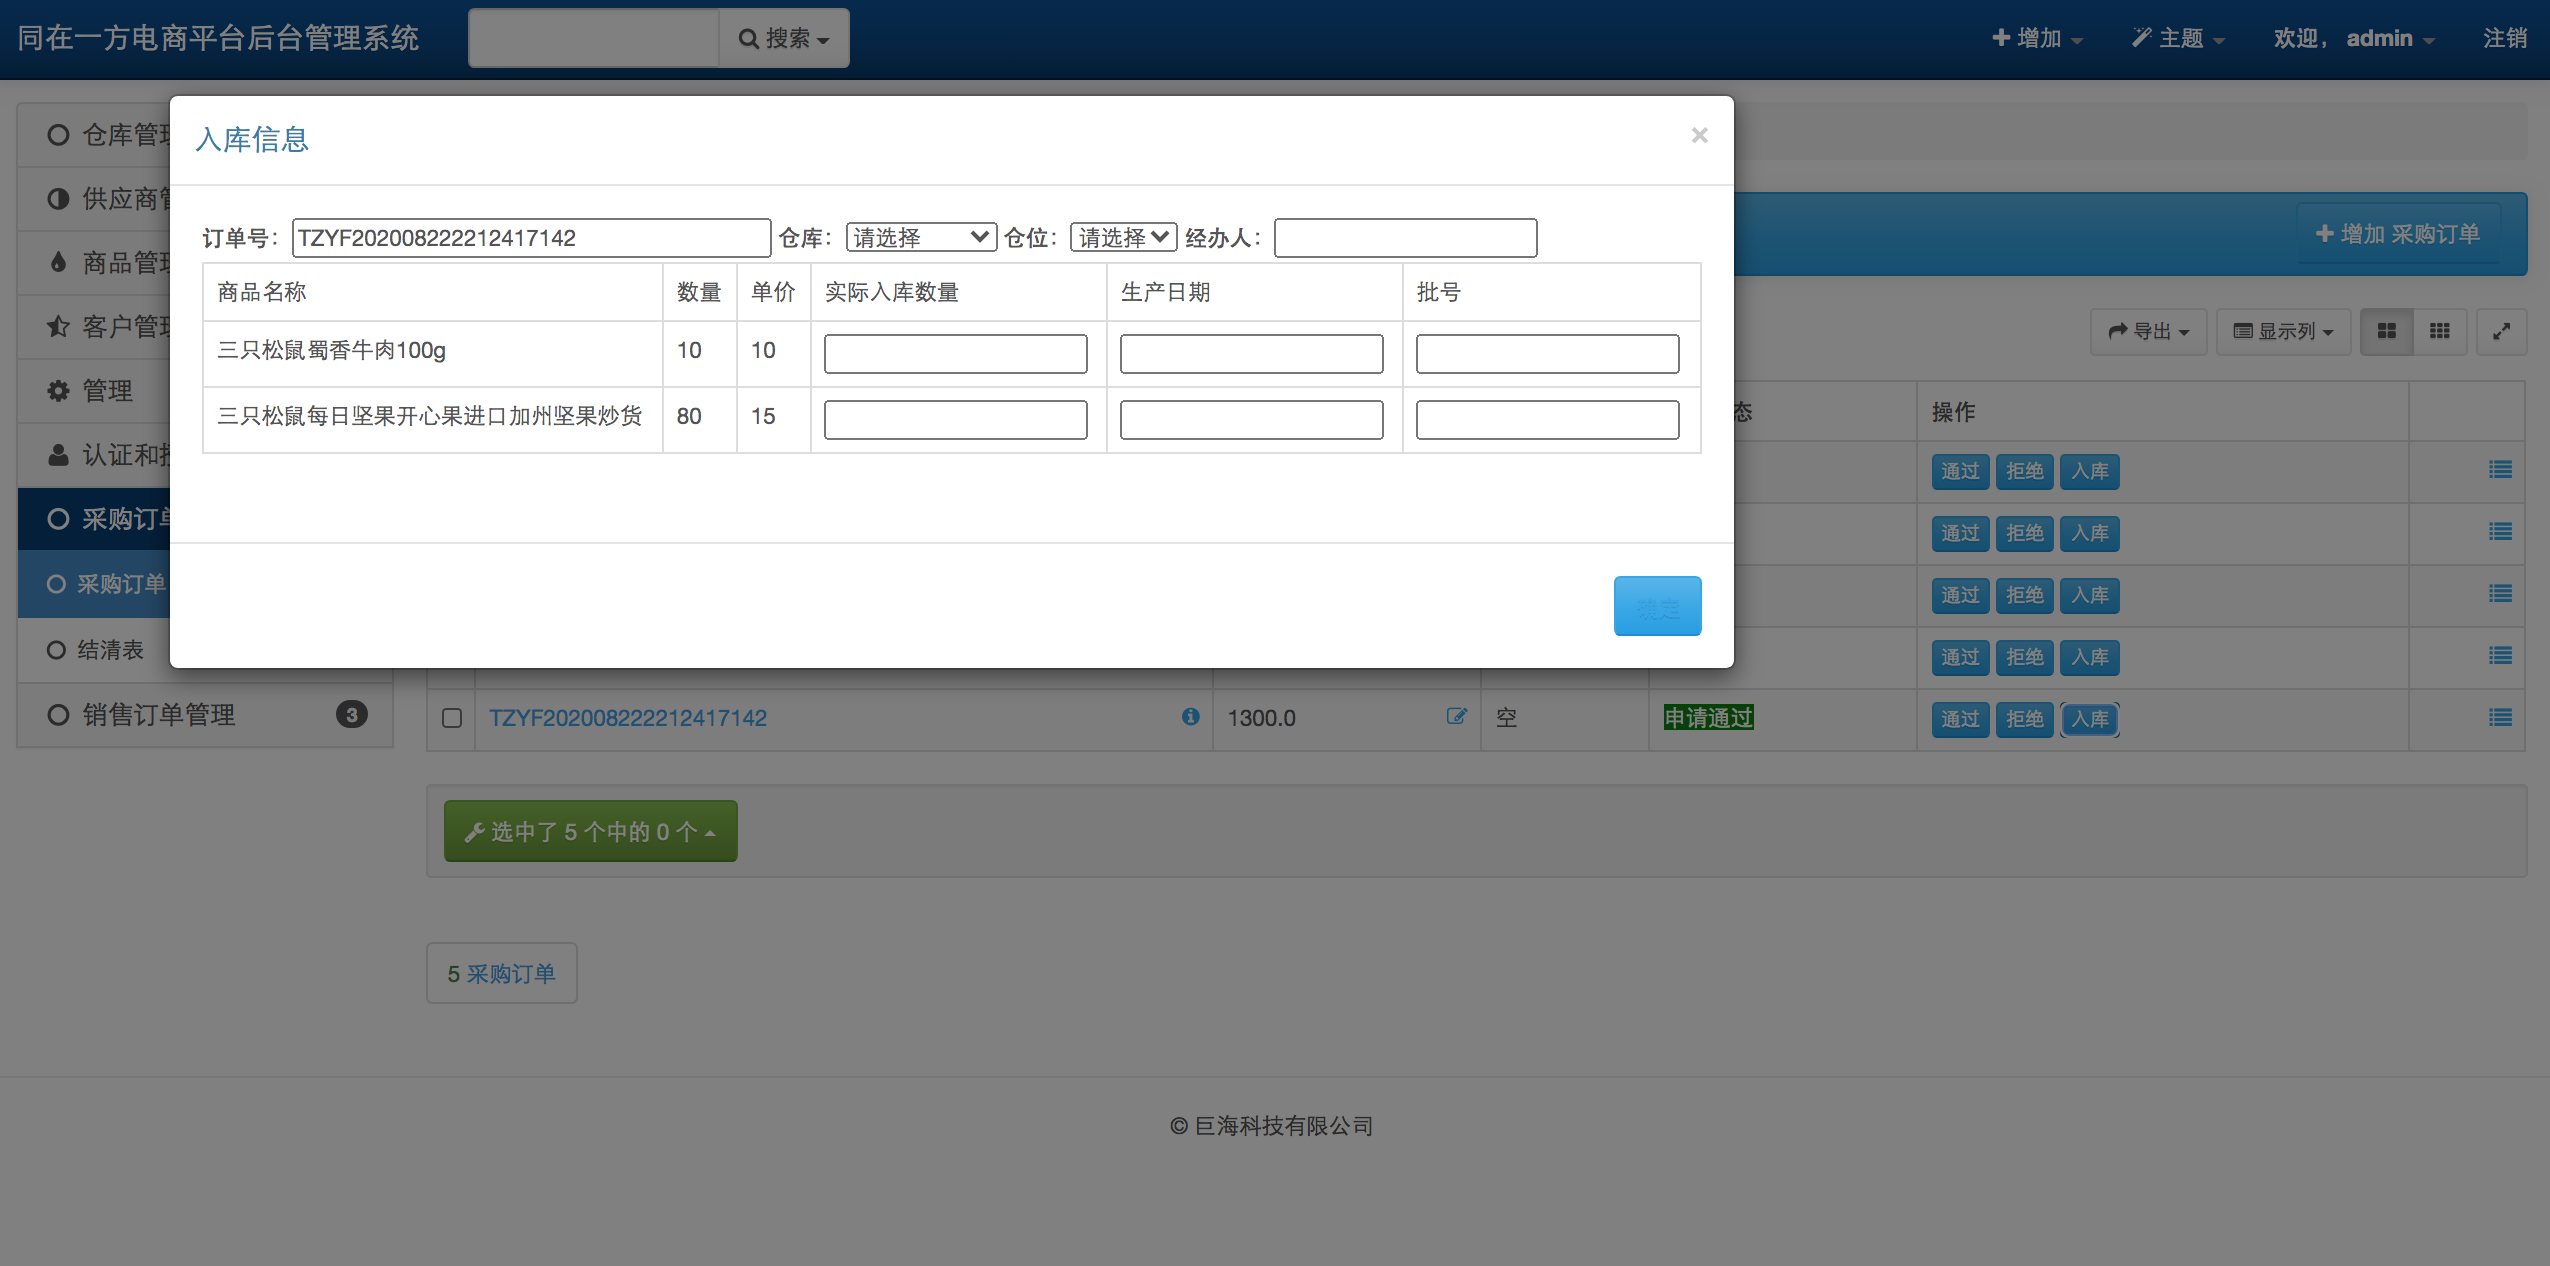 同在一方电商平台后台管理系统 搜索 增加 主题 欢迎， admin 注销
入库信息 ×
订单号： TZYF202008222212417142 仓库： 请选择 仓位： 请选择 经办人：
商品名称 数量 单价 实际入库数量 生产日期 批号
三只松鼠蜀香牛肉100g 10 10
三只松鼠每日坚果开心果进口加州坚果炒货 80 15
确定
仓库管理
供应商管
商品管理
客户管理
管理
认证和授
采购订单
采购订单
结清表
销售订单管理 3
增加 采购订单
导出 显示列
态 操作
通过 拒绝 入库
通过 拒绝 入库
通过 拒绝 入库
通过 拒绝 入库
TZYF202008222212417142 1300.0 空 申请通过 通过 拒绝 入库
选中了 5 个中的 0 个
5 采购订单
© 巨海科技有限公司